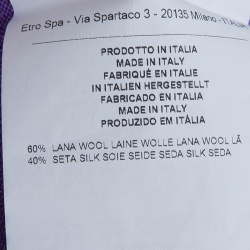 Etro Spa - Via Spartaco 3 - 20135 Milano - ITALIA
PRODOTTO IN ITALIA
MADE IN ITALY
FABRIQUÉ EN ITALIE
IN ITALIEN HERGESTELLT
FABRICADO EN ITALIA
MADE IN ITALY
PRODUZIDO EM ITÁLIA
60% LANA WOOL LAINE WOLLE LANA WOOL LÃ
40% SETA SILK SOIE SEIDE SEDA SILK SEDA